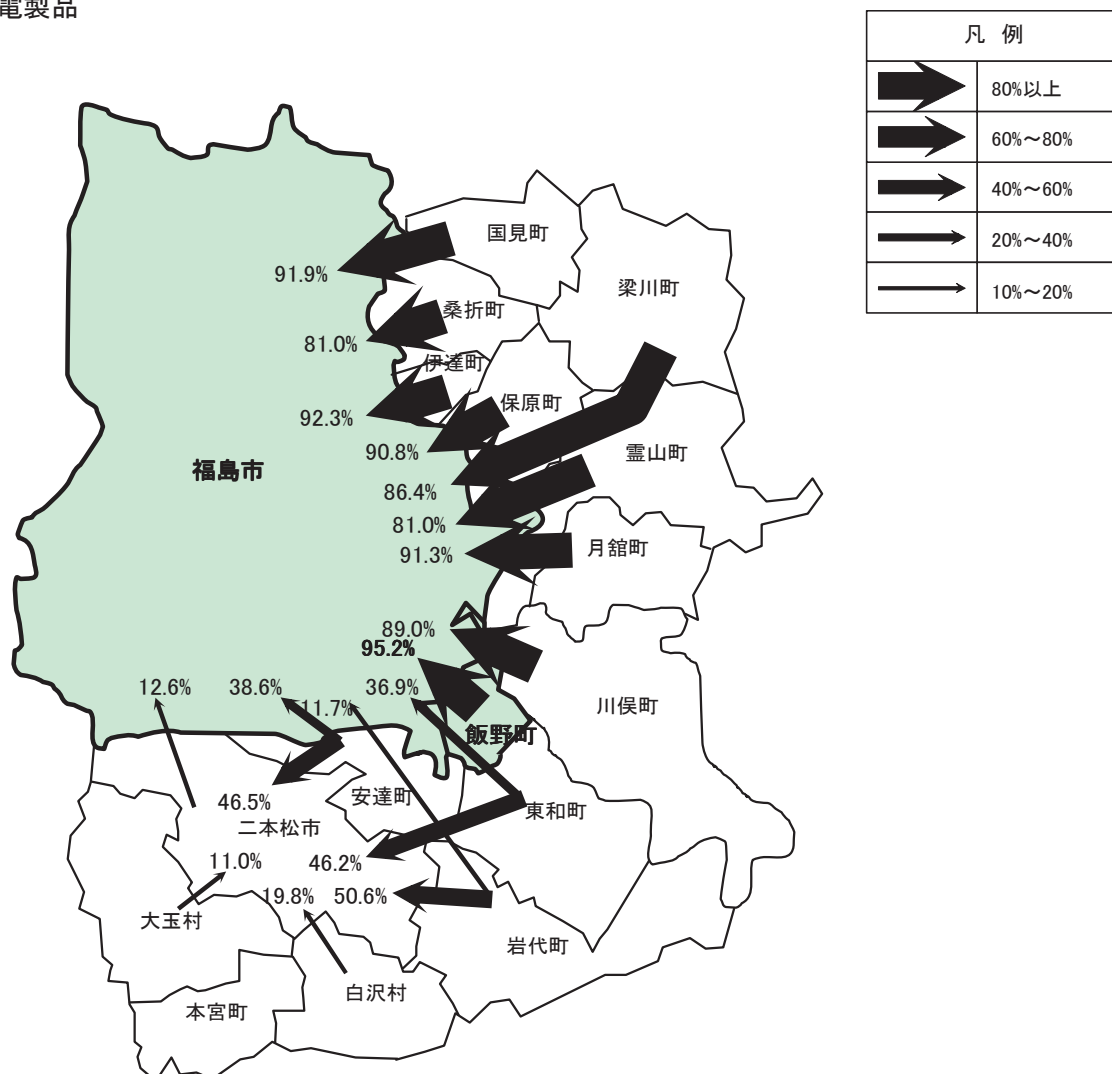 電製品
凡 例
80%以上
60%～80%
40%～60%
20%～40%
10%～20%
国見町
91.9%
梁川町
桑折町
81.0%
伊達町
保原町
92.3%
90.8%
霊山町
福島市
86.4%
81.0%
91.3%
月舘町
89.0%
95.2%
12.6%
38.6%
11.7%
36.9%
川俣町
飯野町
46.5%
安達町
二本松市
東和町
11.0%
46.2%
19.8%
50.6%
大玉村
岩代町
白沢村
本宮町